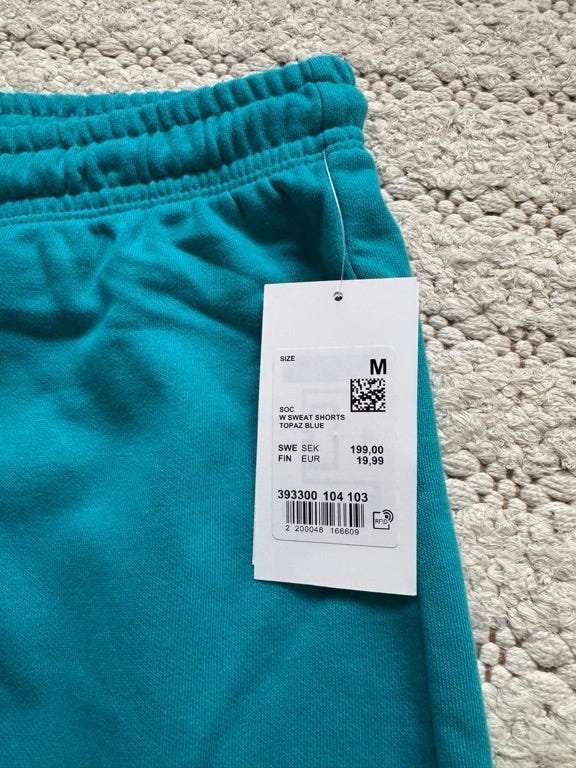 SIZE
M
SOC
W SWEAT SHORTS
TOPAZ BLUE
SWE SEK 199,00
FIN EUR 19,99
393300 104 103
2 200048 166609
RFID